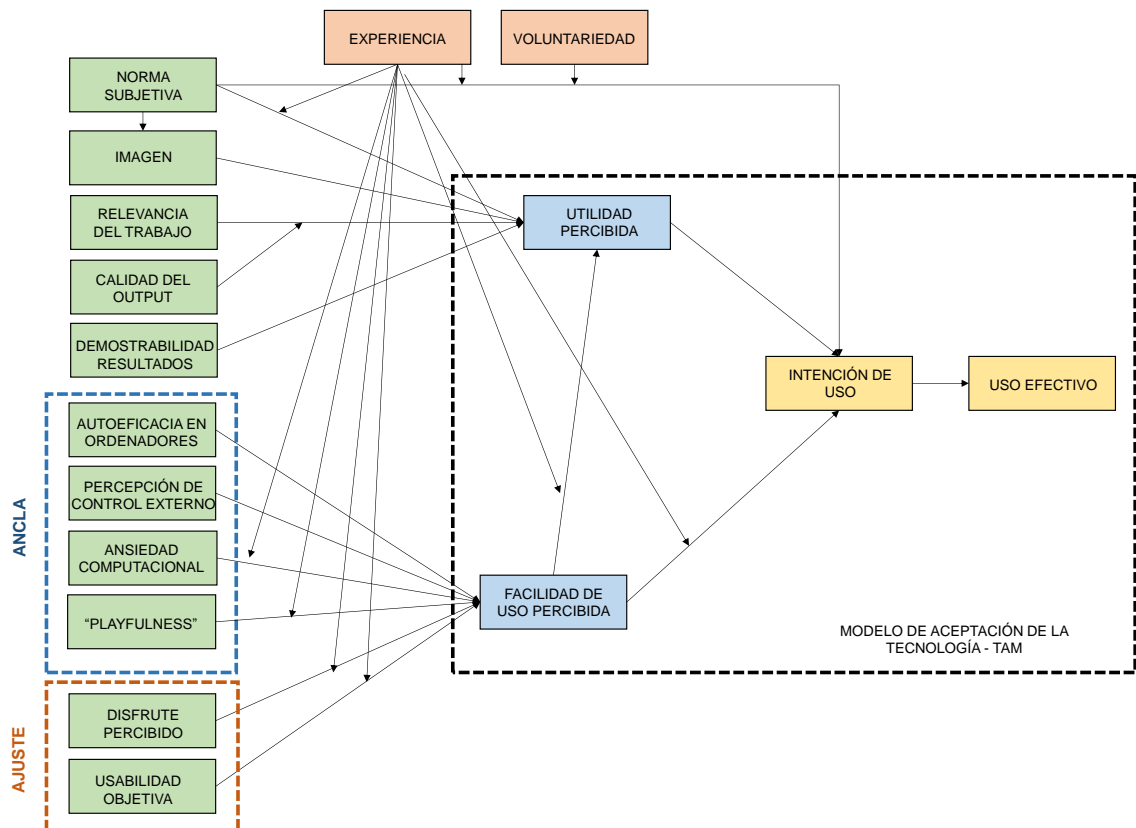 EXPERIENCIA
VOLUNTARIEDAD
NORMA
SUBJETIVA
IMAGEN
RELEVANCIA
DEL TRABAJO
CALIDAD DEL
OUTPUT
DEMOSTRABILIDAD
RESULTADOS
UTILIDAD
PERCIBIDA
INTENCIÓN DE
USO
USO EFECTIVO
ANCLA
AUTOEFICACIA EN
ORDENADORES
PERCEPCIÓN DE
CONTROL EXTERNO
ANSIEDAD
COMPUTACIONAL
“PLAYFULNESS”
FACILIDAD DE
USO PERCIBIDA
MODELO DE ACEPTACIÓN DE LA
TECNOLOGÍA - TAM
AJUSTE
DISFRUTE
PERCIBIDO
USABILIDAD
OBJETIVA